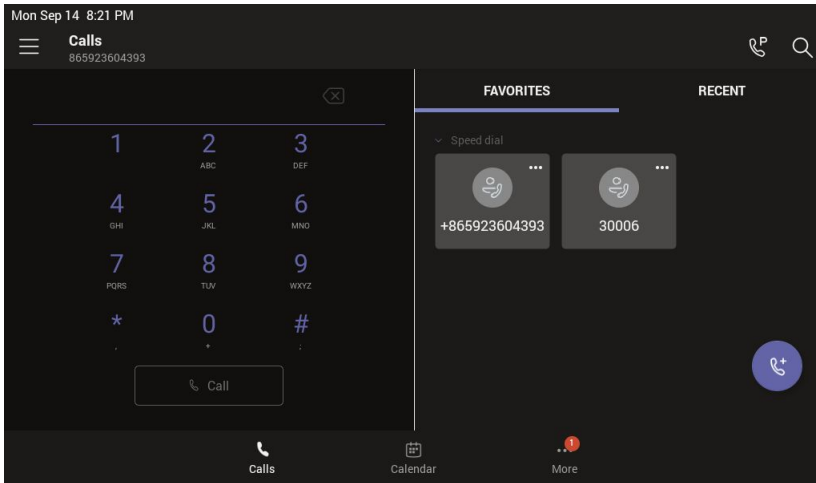 Mon Sep 14 8:21 PM
Calls
865923604393
P
FAVORITES RECENT
Speed dial
+865923604393 30006
1 2 3
ABC DEF
4 5 6
GHI JKL MNO
7 8 9
PQRS TUV WXYZ
* 0 #
, + ;
Call
1
Calls Calendar More